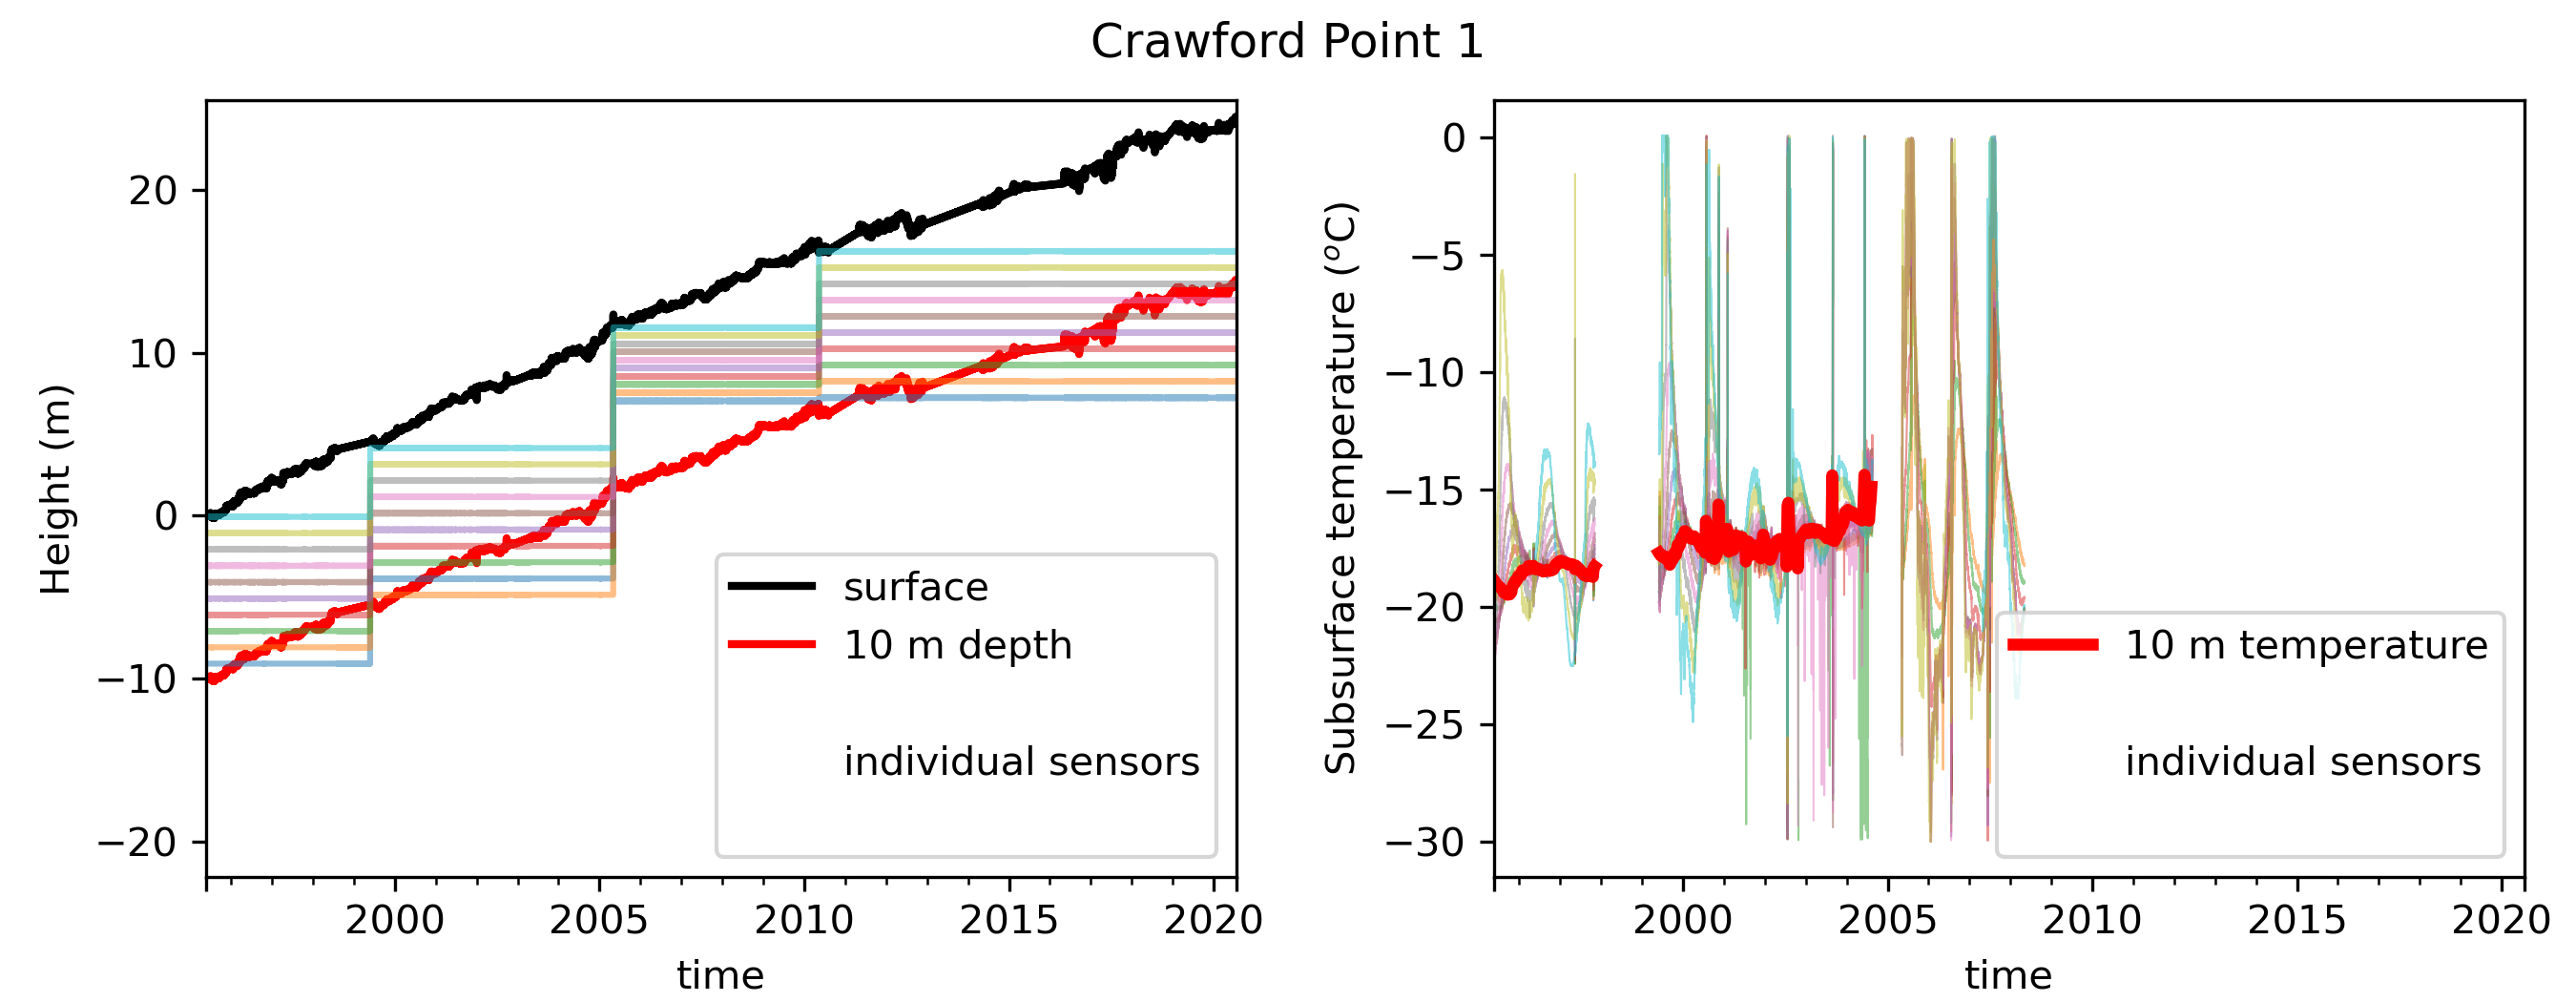 Crawford Point 1
Height (m)
20
10
0
−10
−20
surface
10 m depth
individual sensors
2000 2005 2010 2015 2020
time
Subsurface temperature (°C)
0
−5
−10
−15
−20
−25
−30
10 m temperature
individual sensors
2000 2005 2010 2015 2020
time